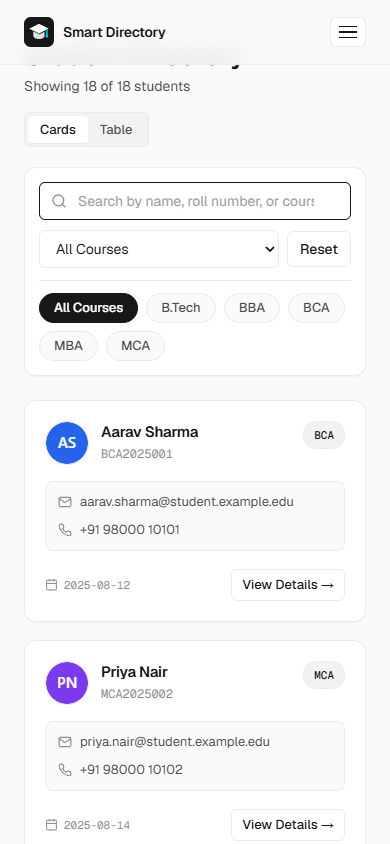 Smart Directory
Showing 18 of 18 students
Cards Table
Search by name, roll number, or cours
All Courses Reset
All Courses B.Tech BBA BCA
MBA MCA
AS Aarav Sharma BCA
BCA2025001
aarav.sharma@student.example.edu
+91 98000 10101
2025-08-12 View Details →
PN Priya Nair MCA
MCA2025002
priya.nair@student.example.edu
+91 98000 10102
2025-08-14 View Details →